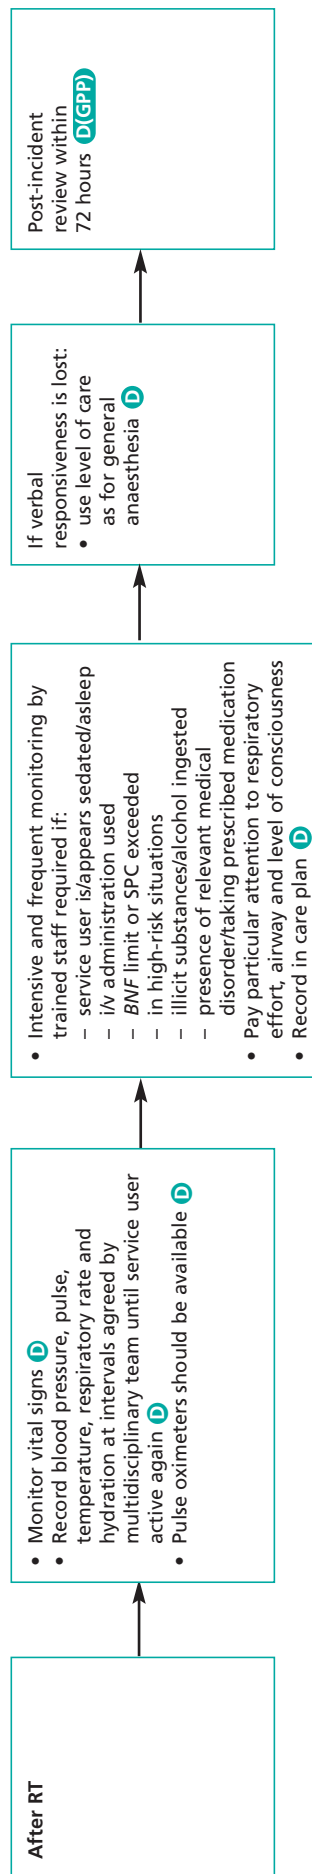 After RT
• Monitor vital signs D
• Record blood pressure, pulse,
temperature, respiratory rate and
hydration at intervals agreed by
multidisciplinary team until service user
active again D
• Pulse oximeters should be available D
• Intensive and frequent monitoring by
trained staff required if:
– service user is/appears sedated/asleep
– i/v administration used
– BNF limit or SPC exceeded
– in high-risk situations
– illicit substances/alcohol ingested
– presence of relevant medical
disorder/taking prescribed medication
• Pay particular attention to respiratory
effort, airway and level of consciousness
• Record in care plan D
If verbal
responsiveness is lost:
• use level of care
as for general
anaesthesia D
Post-incident
review within
72 hours D(GPP)